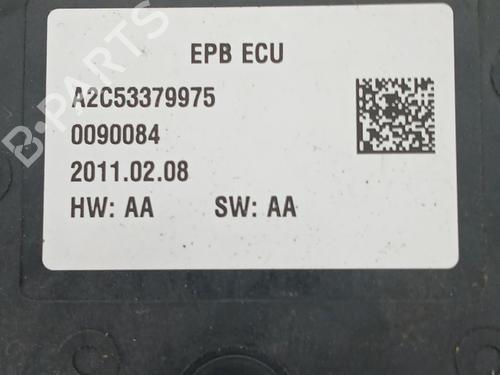 B-PARTS
EPB ECU
A2C53379975
0090084
2011.02.08
HW: AA SW: AA